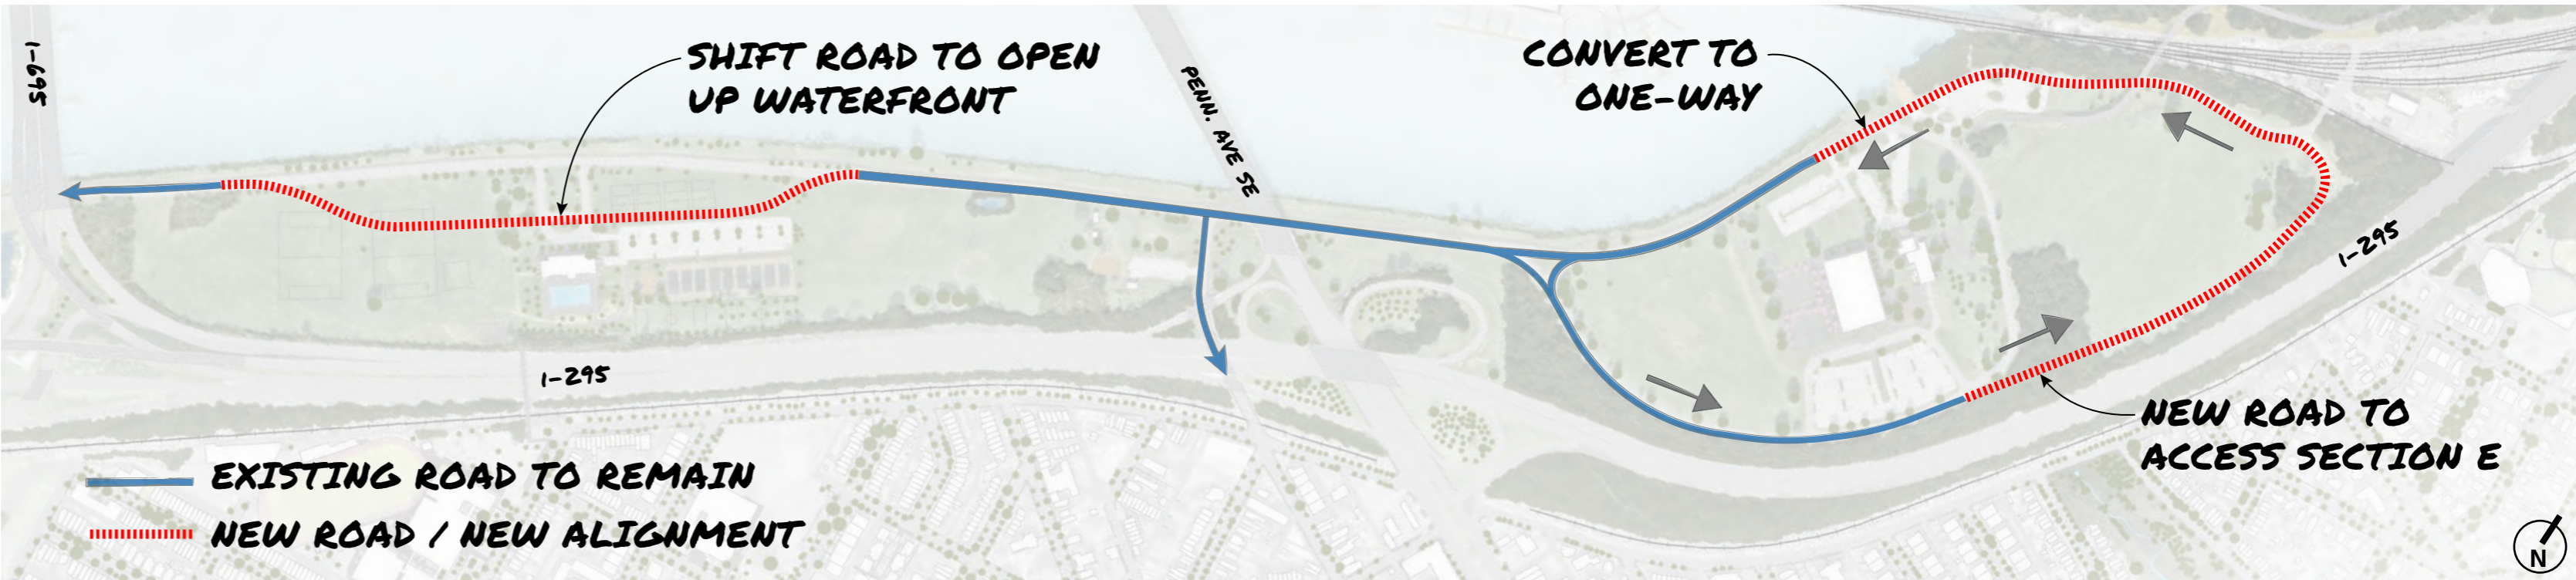 I-695
SHIFT ROAD TO OPEN
UP WATERFRONT
PENN. AVE SE
CONVERT TO
ONE-WAY
I-295
I-295
NEW ROAD TO
ACCESS SECTION E
EXISTING ROAD TO REMAIN
NEW ROAD / NEW ALIGNMENT
N